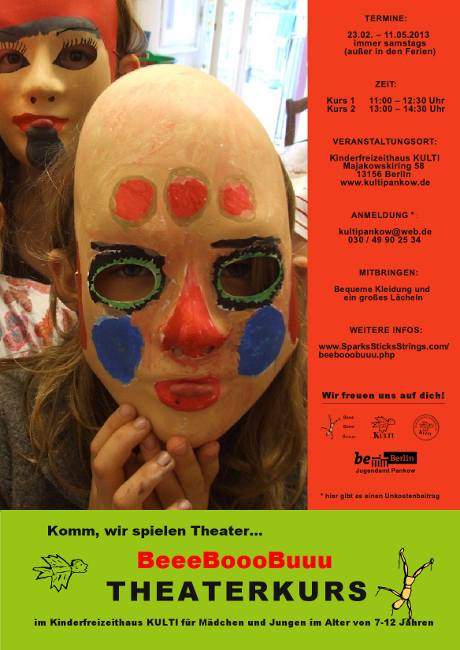 TERMINE:
23.02. – 11.05.2013
immer samstags
(außer in den Ferien)
ZEIT:
Kurs 1 11:00 – 12:30 Uhr
Kurs 2 13:00 – 14:30 Uhr
VERANSTALTUNGSORT:
Kinderfreizeithaus KULTI
Majakowskiring 58
13156 Berlin
www.kultipankow.de
ANMELDUNG *:
kultipankow@web.de
030 / 49 90 25 34
MITBRINGEN:
Bequeme Kleidung und
ein großes Lächeln
WEITERE INFOS:
www.SparksSticksStrings.com/
beebooobuuu.php
Wir freuen uns auf dich!
KULTI
KULTI
be Berlin
Jugendamt Pankow
* hier gibt es einen Unkostenbeitrag
Komm, wir spielen Theater...
BeeeBoooBuuu
THEATERKURS
im Kinderfreizeithaus KULTI für Mädchen und Jungen im Alter von 7-12 Jahren